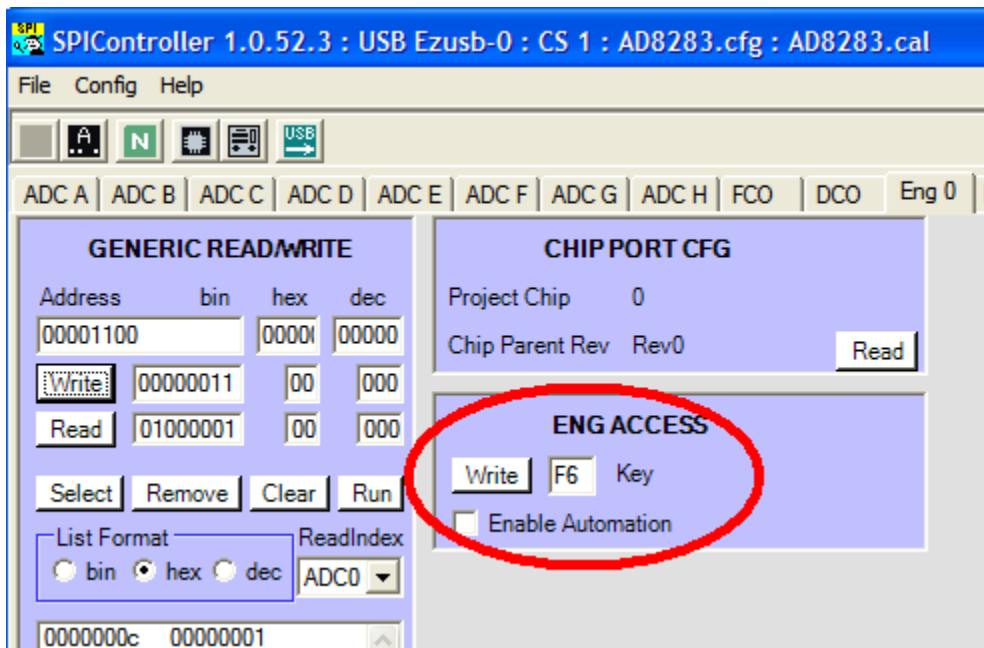 SPI
SPIController 1.0.52.3 : USB Ezusb-0 : CS 1 : AD8283.cfg : AD8283.cal
File Config Help
A N USB
ADC A ADC B ADC C ADC D ADC E ADC F ADC G ADC H FCO DCO Eng 0
GENERIC READ/WRITE
Address bin hex dec
00001100 0000 00000
Write 00000011 00 000
Read 01000001 00 000
Select Remove Clear Run
List Format ReadIndex
bin hex dec ADC0
0000000c 00000001
CHIP PORT CFG
Project Chip 0
Chip Parent Rev Rev0 Read
ENG ACCESS
Write F6 Key
Enable Automation